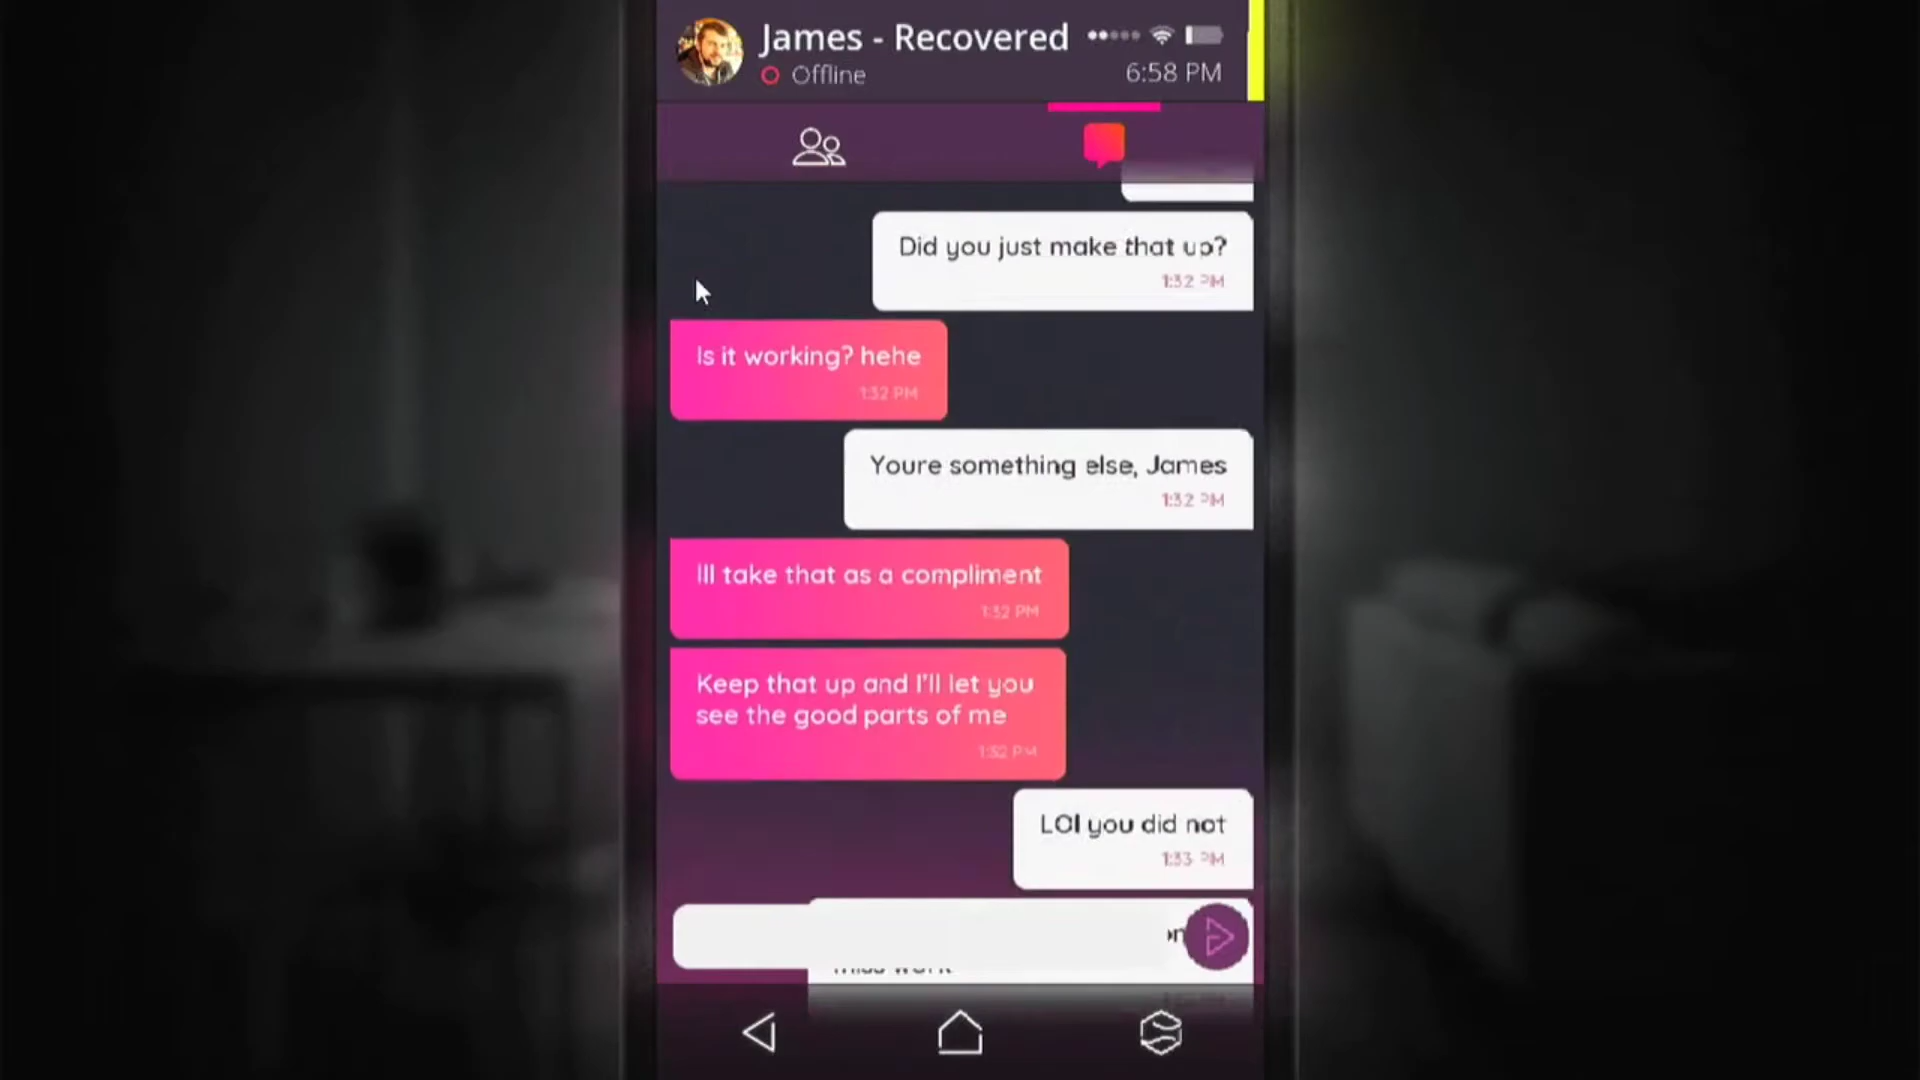 James - Recovered
Offline
6:58 PM
Did you just make that up?
1:32 PM
Is it working? hehe
1:32 PM
Youre something else, James
1:32 PM
Ill take that as a compliment
1:32 PM
Keep that up and I'll let you
see the good parts of me
1:32 PM
LOl you did not
1:33 PM
miss work